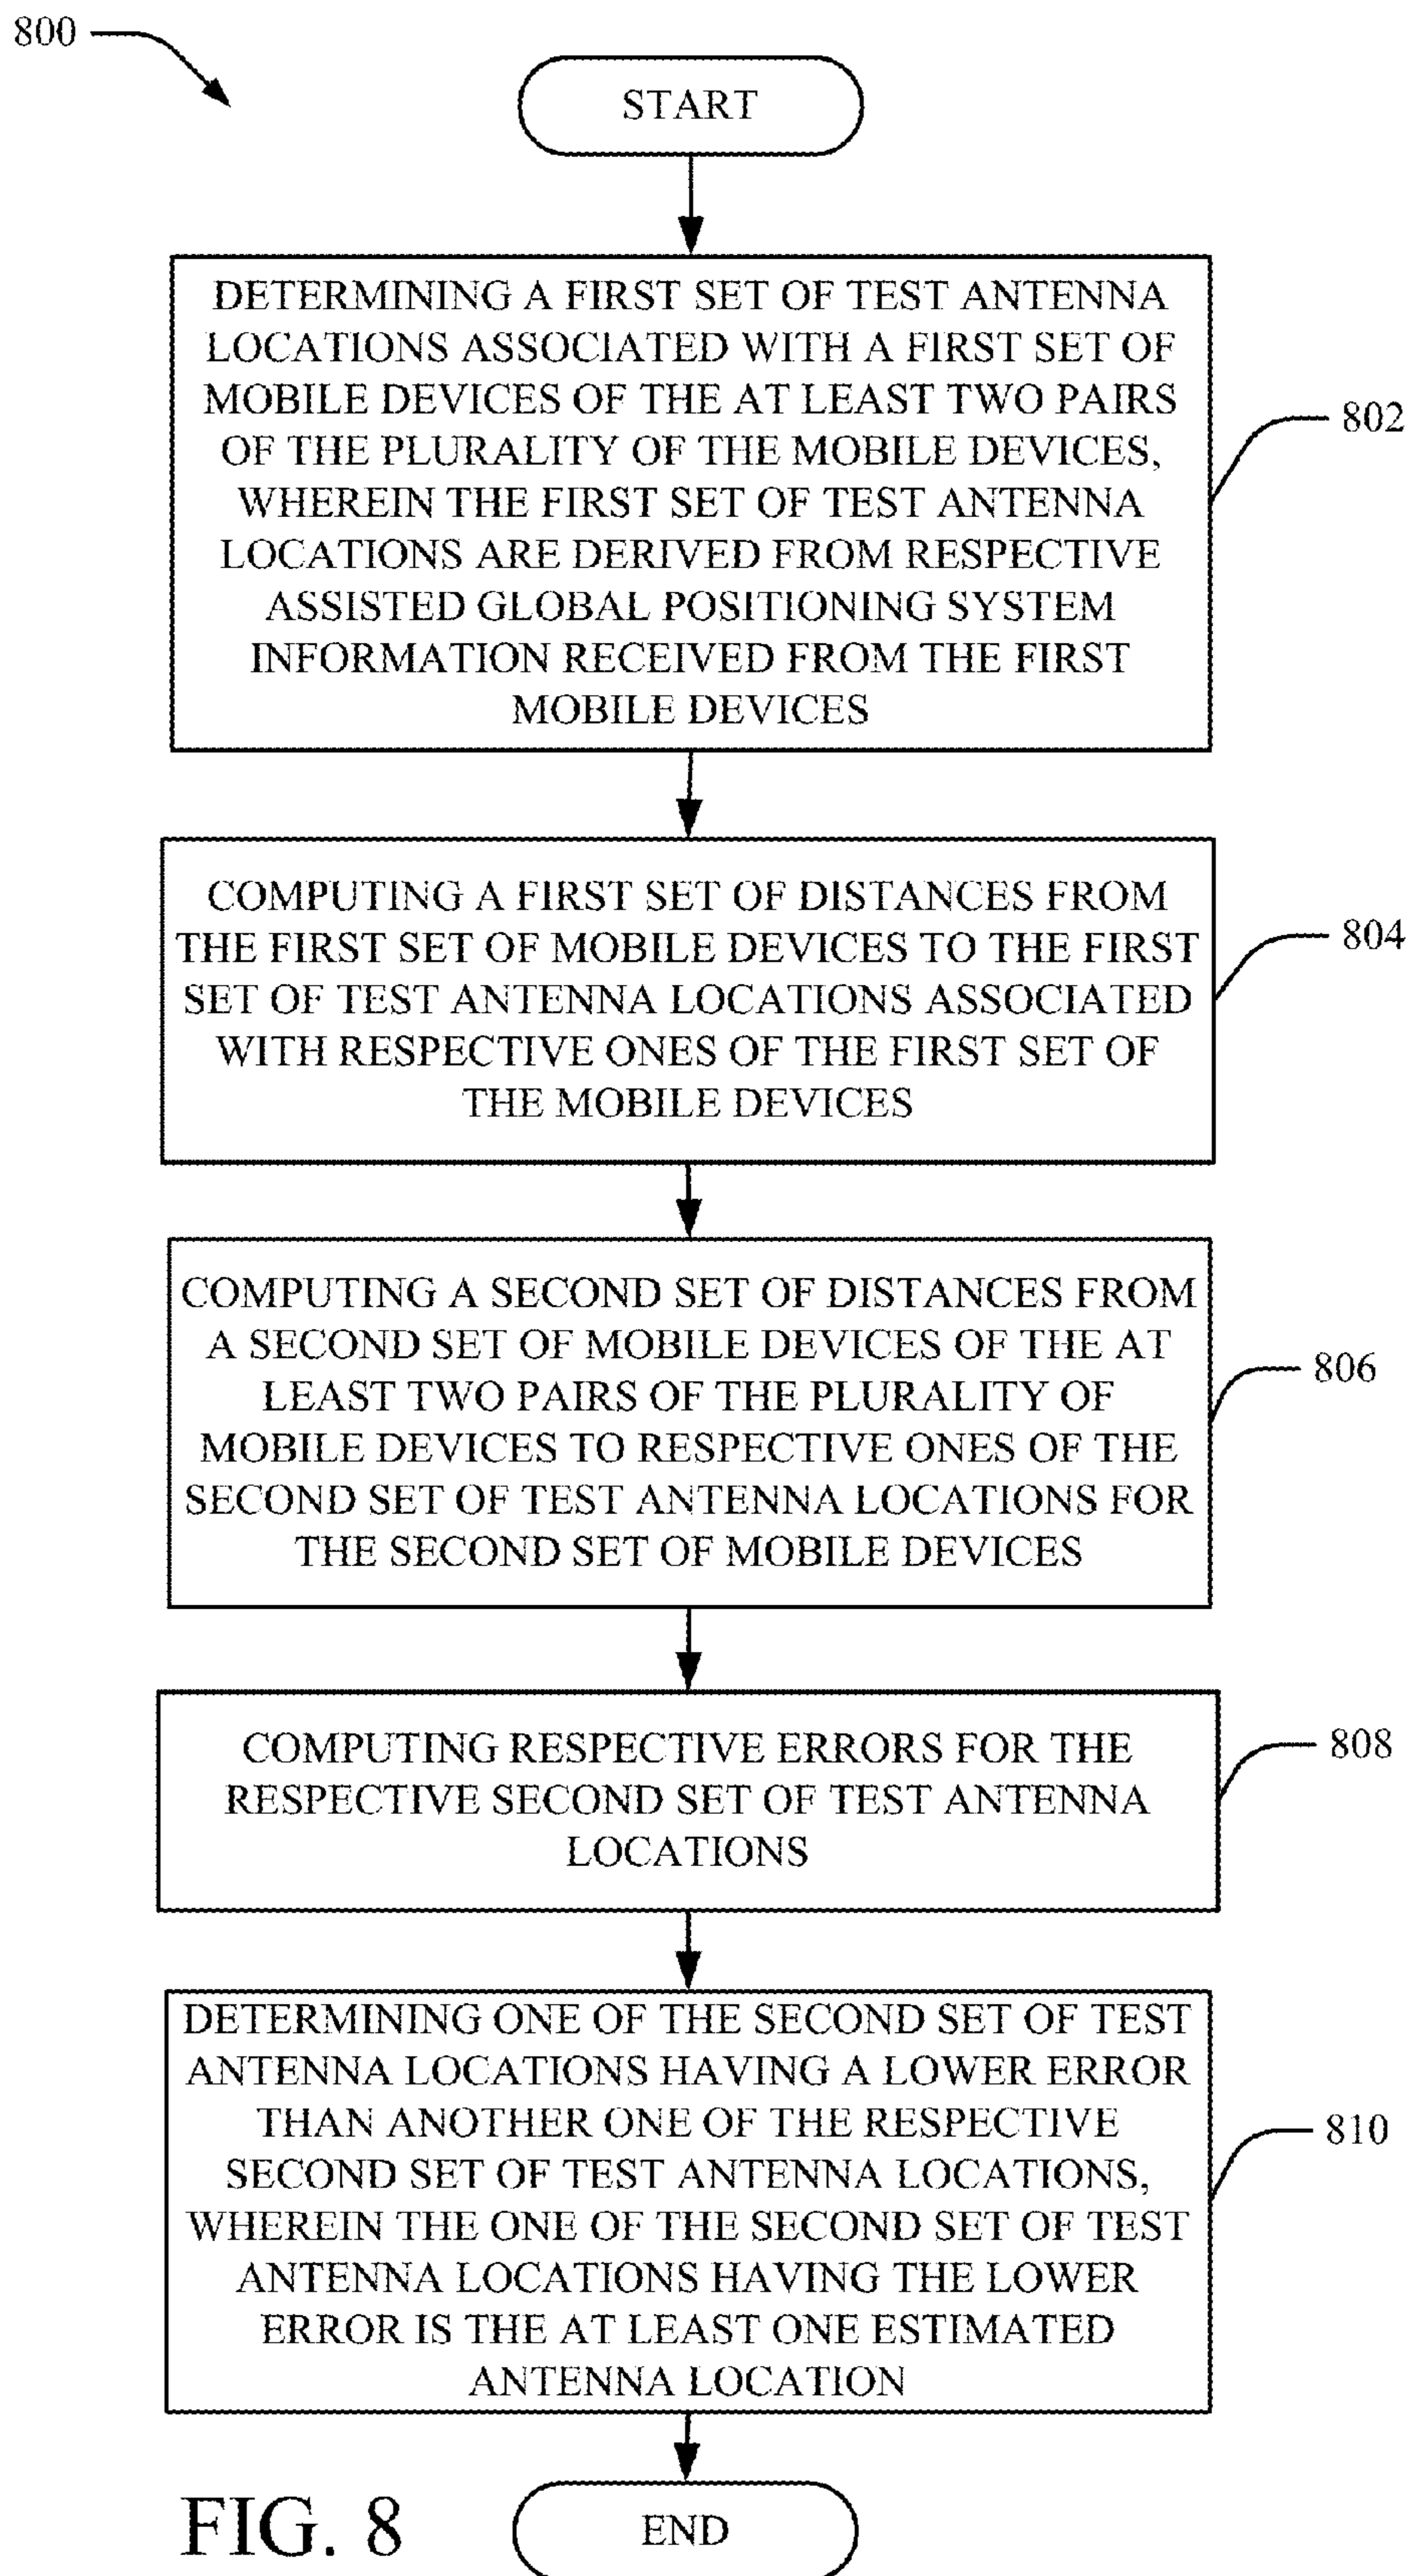 800
START
DETERMINING A FIRST SET OF TEST ANTENNA
LOCATIONS ASSOCIATED WITH A FIRST SET OF
MOBILE DEVICES OF THE AT LEAST TWO PAIRS
OF THE PLURALITY OF THE MOBILE DEVICES,
WHEREIN THE FIRST SET OF TEST ANTENNA
LOCATIONS ARE DERIVED FROM RESPECTIVE
ASSISTED GLOBAL POSITIONING SYSTEM
INFORMATION RECEIVED FROM THE FIRST
MOBILE DEVICES
802
COMPUTING A FIRST SET OF DISTANCES FROM
THE FIRST SET OF MOBILE DEVICES TO THE FIRST
SET OF TEST ANTENNA LOCATIONS ASSOCIATED
WITH RESPECTIVE ONES OF THE FIRST SET OF
THE MOBILE DEVICES
804
COMPUTING A SECOND SET OF DISTANCES FROM
A SECOND SET OF MOBILE DEVICES OF THE AT
LEAST TWO PAIRS OF THE PLURALITY OF
MOBILE DEVICES TO RESPECTIVE ONES OF THE
SECOND SET OF TEST ANTENNA LOCATIONS FOR
THE SECOND SET OF MOBILE DEVICES
806
COMPUTING RESPECTIVE ERRORS FOR THE
RESPECTIVE SECOND SET OF TEST ANTENNA
LOCATIONS
808
DETERMINING ONE OF THE SECOND SET OF TEST
ANTENNA LOCATIONS HAVING A LOWER ERROR
THAN ANOTHER ONE OF THE RESPECTIVE
SECOND SET OF TEST ANTENNA LOCATIONS,
WHEREIN THE ONE OF THE SECOND SET OF TEST
ANTENNA LOCATIONS HAVING THE LOWER
ERROR IS THE AT LEAST ONE ESTIMATED
ANTENNA LOCATION
810
END
FIG. 8